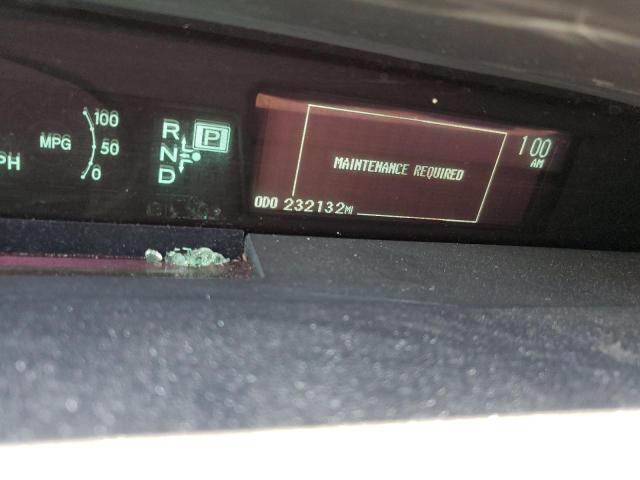 100
MPG 50
0
PH
R P
N
D
MAINTENANCE REQUIRED
100
AM
ODO 232132MI